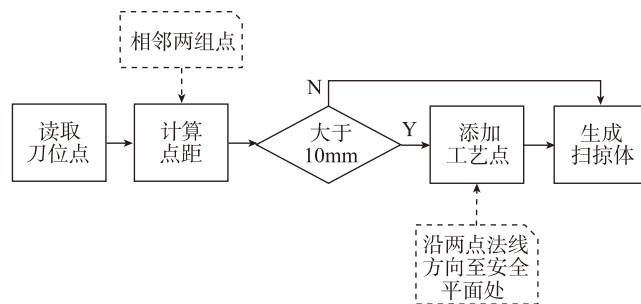 相邻两组点
N
读取
刀位点
计算
点距
大于
10mm
Y
添加
工艺点
生成
扫掠体
沿两点法线
方向至安全
平面处